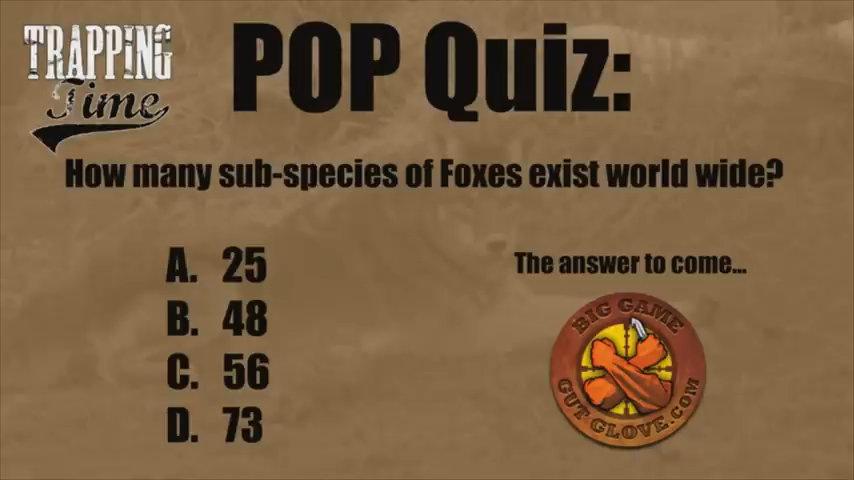 TRAPPING
Time
POP Quiz:
How many sub-species of Foxes exist world wide?
A. 25
B. 48
C. 56
D. 73
The answer to come...
BIG GAME
GUT GLOVE.COM